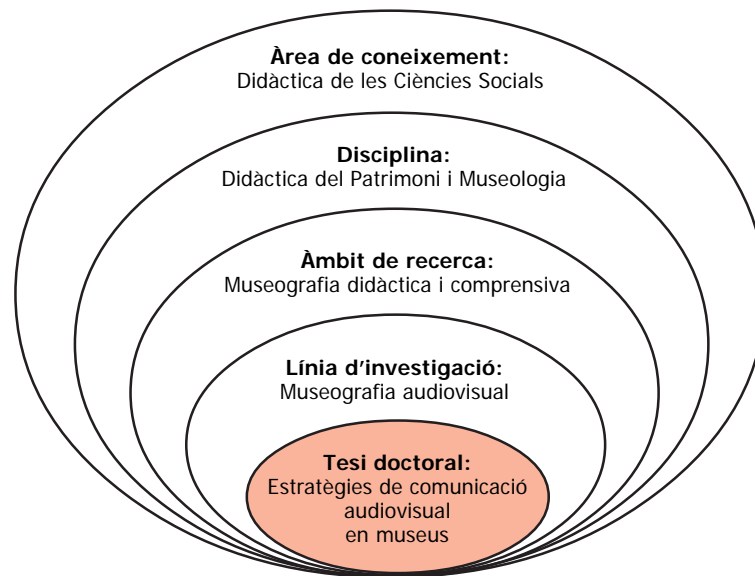 Àrea de coneixement:
Didàctica de les Ciències Socials
Disciplina:
Didàctica del Patrimoni i Museologia
Àmbit de recerca:
Museografia didàctica i comprensiva
Línia d'investigació:
Museografia audiovisual
Tesi doctoral:
Estratègies de comunicació
audiovisual
en museus